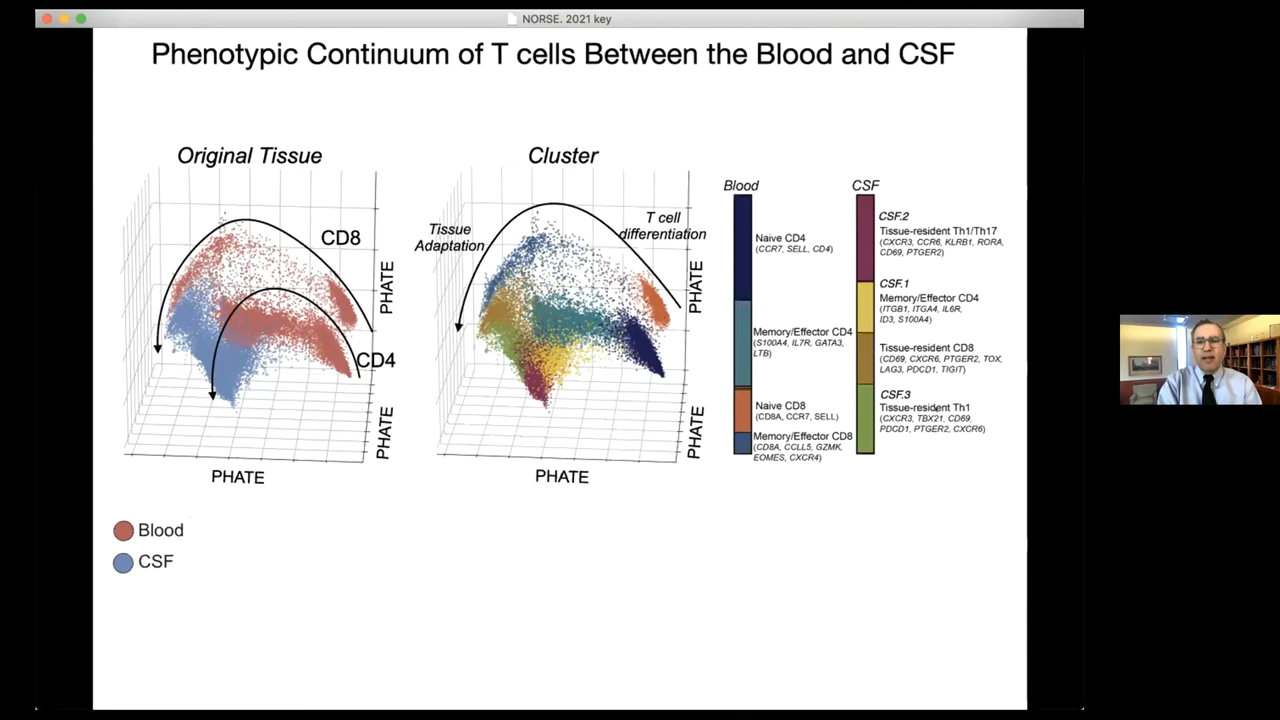 NORSE. 2021 key
Phenotypic Continuum of T cells Between the Blood and CSF
Original Tissue
CD8
CD4
PHATE
PHATE
PHATE
Blood
CSF
Cluster
Tissue
Adaptation
T cell
differentiation
PHATE
PHATE
PHATE
Blood
Naive CD4
(CCR7, SELL, CD4)
Memory/Effector CD4
(S100A4, IL7R, GATA3,
LTB)
Naive CD8
(CD8A, CCR7, SELL)
Memory/Effector CD8
(CD8A, CCLL5, GZMK,
EOMES, CXCR4)
CSF
CSF.2
Tissue-resident Th1/Th17
(CXCR3, CCR6, KLRB1, RORA,
CD69, PTGER2)
CSF.1
Memory/Effector CD4
(ITGB1, ITGA4, IL6R,
ID3, S100A4)
Tissue-resident CD8
(CD69, CXCR6, PTGER2, TOX,
LAG3, PDCD1, TIGIT)
CSF.3
Tissue-resident Th1
(CXCR3, TBX21, CD69,
PDCD1, PTGER2, CXCR6)